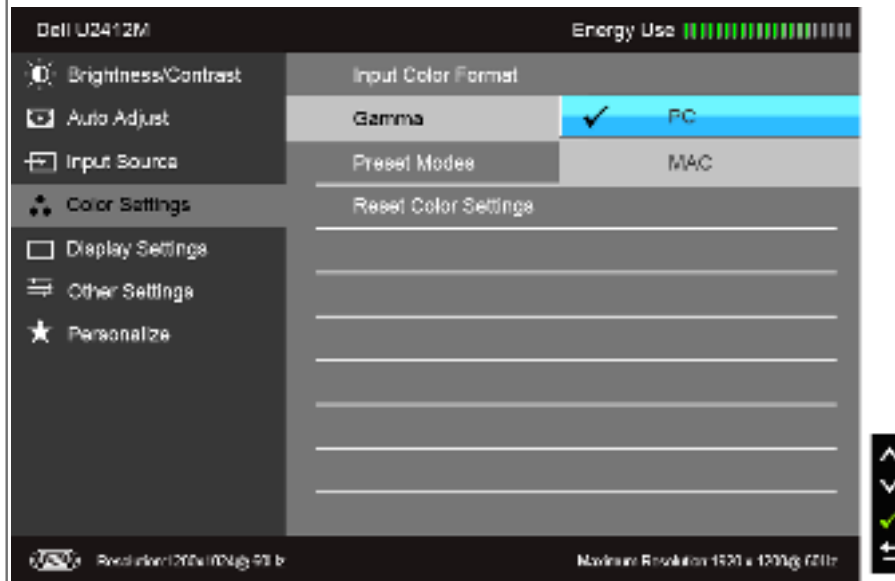 Dell U2412M
Energy Use
Brightness/Contrast
Auto Adjust
Input Source
Color Settings
Display Settings
Other Settings
Personalize
Input Color Format
Gamma
PC
Preset Modes
MAC
Reset Color Settings
Maximum Resolution: 1920 x 1200@ 60Hz